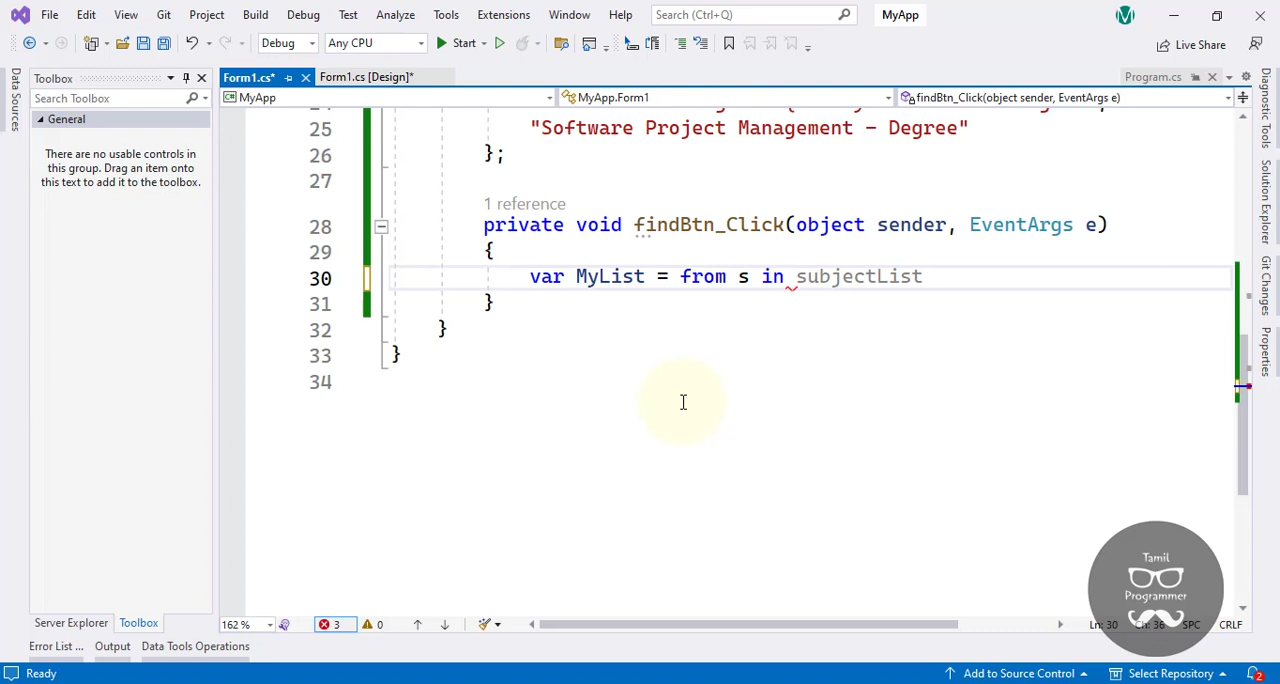 File Edit View Git Project Build Debug Test Analyze Tools Extensions Window Help Search (Ctrl+Q) MyApp
Debug Any CPU Start Live Share
Toolbox Form1.cs* Form1.cs [Design]* Program.cs
Search Toolbox MyApp MyApp.Form1 findBtn_Click(object sender, EventArgs e)
General
There are no usable controls in
this group. Drag an item onto
this text to add it to the toolbox.
25 "Software Project Management - Degree"
26 };
27
1 reference
28 private void findBtn_Click(object sender, EventArgs e)
29 {
30 var MyList = from s in subjectList
31 }
32 }
33 }
34
Data Sources
Diagnostic Tools
Solution Explorer
Git Changes
Properties
Tamil
Programmer
Server Explorer Toolbox 162 % 3 0 Ln: 30 Ch: 36 SPC CRLF
Error List ... Output Data Tools Operations
Ready Add to Source Control Select Repository 2